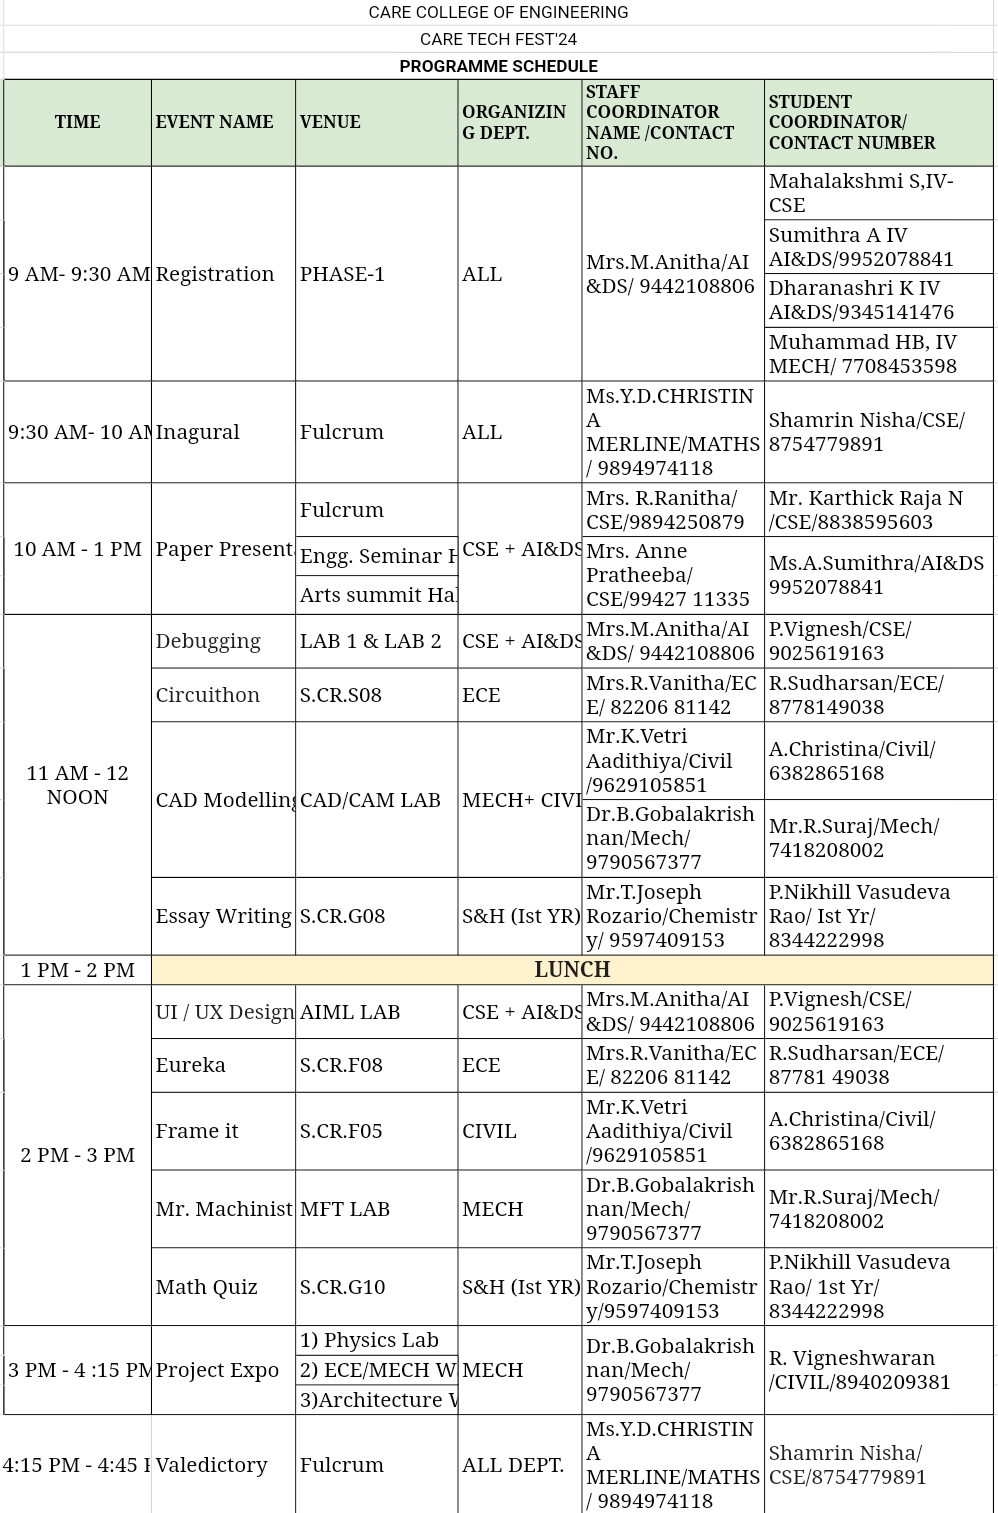 CARE COLLEGE OF ENGINEERING
CARE TECH FEST'24
PROGRAMME SCHEDULE
TIME
EVENT NAME
VENUE
ORGANIZIN
G DEPT.
STAFF
COORDINATOR
NAME /CONTACT
NO.
STUDENT
COORDINATOR/
CONTACT NUMBER
9 AM- 9:30 AM
Registration
PHASE-1
ALL
Mrs.M.Anitha/AI
&DS/ 9442108806
Mahalakshmi S,IV-
CSE
Sumithra A IV
AI&DS/9952078841
Dharanashri K IV
AI&DS/9345141476
Muhammad HB, IV
MECH/ 7708453598
9:30 AM- 10 AM
Inagural
Fulcrum
ALL
Ms.Y.D.CHRISTIN
A
MERLINE/MATHS
/ 9894974118
Shamrin Nisha/CSE/
8754779891
10 AM - 1 PM
Paper Present
Fulcrum
Engg. Seminar H
Arts summit Hal
CSE + AI&DS
Mrs. R.Ranitha/
CSE/9894250879
Mrs. Anne
Pratheeba/
CSE/99427 11335
Mr. Karthick Raja N
/CSE/8838595603
Ms.A.Sumithra/AI&DS
9952078841
11 AM - 12
NOON
Debugging
LAB 1 & LAB 2
CSE + AI&DS
Mrs.M.Anitha/AI
&DS/ 9442108806
P.Vignesh/CSE/
9025619163
Circuithon
S.CR.S08
ECE
Mrs.R.Vanitha/EC
E/ 82206 81142
R.Sudharsan/ECE/
8778149038
CAD Modelling
CAD/CAM LAB
MECH+ CIVI
Mr.K.Vetri
Aadithiya/Civil
/9629105851
A.Christina/Civil/
6382865168
Dr.B.Gobalakrish
nan/Mech/
9790567377
Mr.R.Suraj/Mech/
7418208002
Essay Writing
S.CR.G08
S&H (Ist YR)
Mr.T.Joseph
Rozario/Chemistr
y/ 9597409153
P.Nikhill Vasudeva
Rao/ Ist Yr/
8344222998
1 PM - 2 PM
LUNCH
2 PM - 3 PM
UI / UX Design
AIML LAB
CSE + AI&DS
Mrs.M.Anitha/AI
&DS/ 9442108806
P.Vignesh/CSE/
9025619163
Eureka
S.CR.F08
ECE
Mrs.R.Vanitha/EC
E/ 82206 81142
R.Sudharsan/ECE/
87781 49038
Frame it
S.CR.F05
CIVIL
Mr.K.Vetri
Aadithiya/Civil
/9629105851
A.Christina/Civil/
6382865168
Mr. Machinist
MFT LAB
MECH
Dr.B.Gobalakrish
nan/Mech/
9790567377
Mr.R.Suraj/Mech/
7418208002
Math Quiz
S.CR.G10
S&H (Ist YR)
Mr.T.Joseph
Rozario/Chemistr
y/9597409153
P.Nikhill Vasudeva
Rao/ 1st Yr/
8344222998
3 PM - 4 :15 PM
Project Expo
1) Physics Lab
2) ECE/MECH W
3)Architecture W
MECH
Dr.B.Gobalakrish
nan/Mech/
9790567377
R. Vigneshwaran
/CIVIL/8940209381
4:15 PM - 4:45 P
Valedictory
Fulcrum
ALL DEPT.
Ms.Y.D.CHRISTIN
A
MERLINE/MATHS
/ 9894974118
Shamrin Nisha/
CSE/8754779891